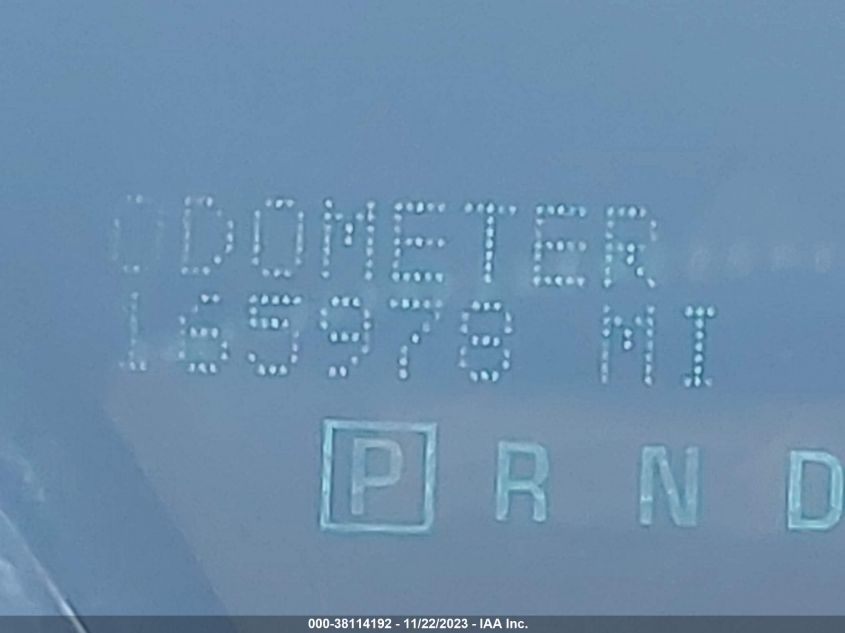 ODOMETER
165978 MI
P R N D
000-38114192 - 11/22/2023 - IAA Inc.